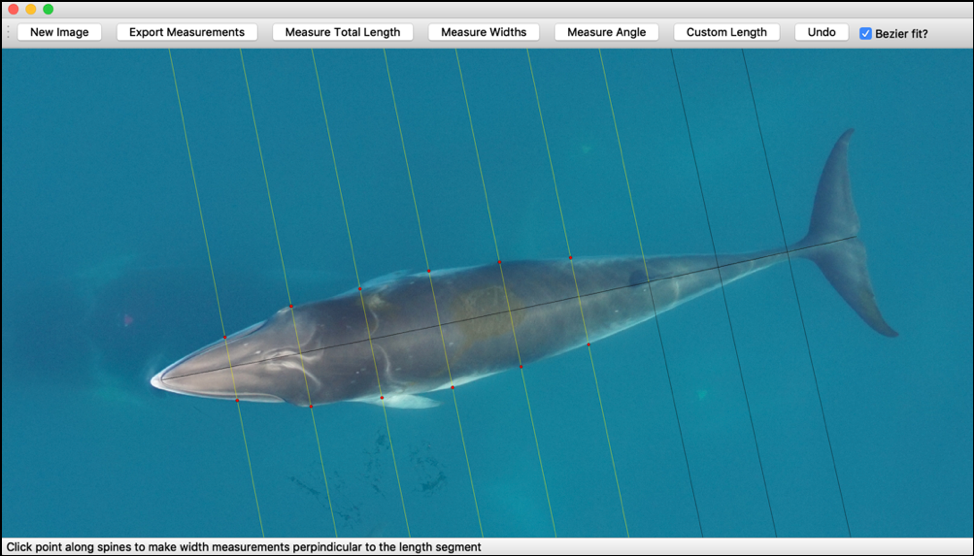 New Image Export Measurements Measure Total Length Measure Widths Measure Angle Custom Length Undo Bezier fit?
Click point along spines to make width measurements perpindicular to the length segment